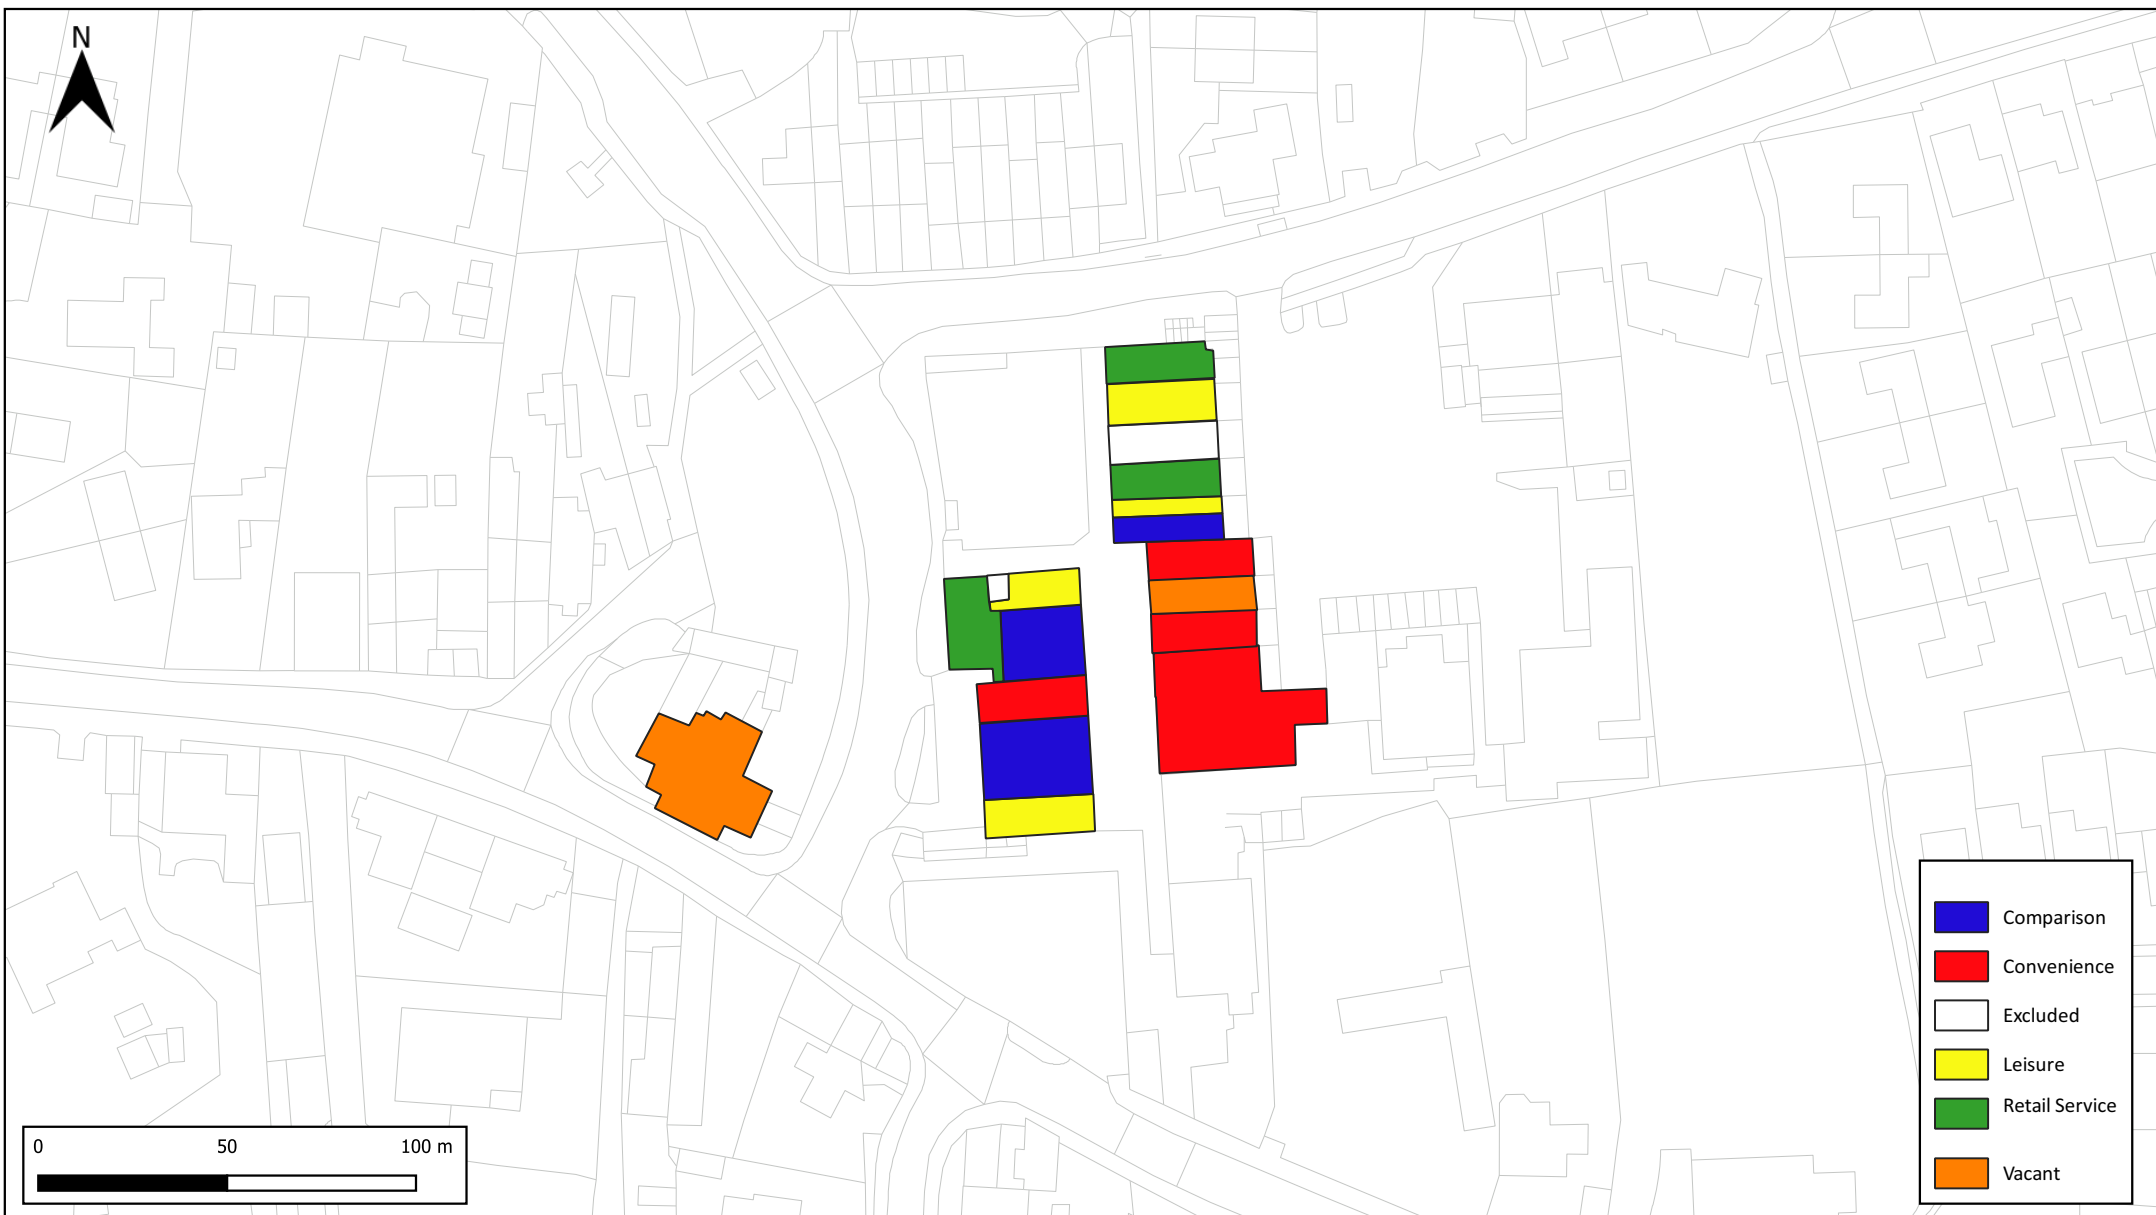 N
Comparison
Convenience
Excluded
Leisure
Retail Service
Vacant
0 50 100 m